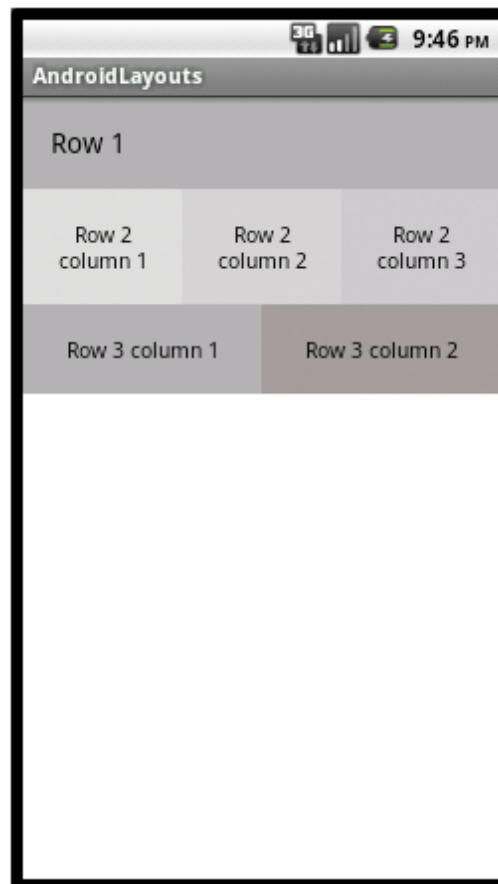 3G 9:46 PM
AndroidLayouts
Row 1
Row 2
column 1
Row 2
column 2
Row 2
column 3
Row 3 column 1
Row 3 column 2